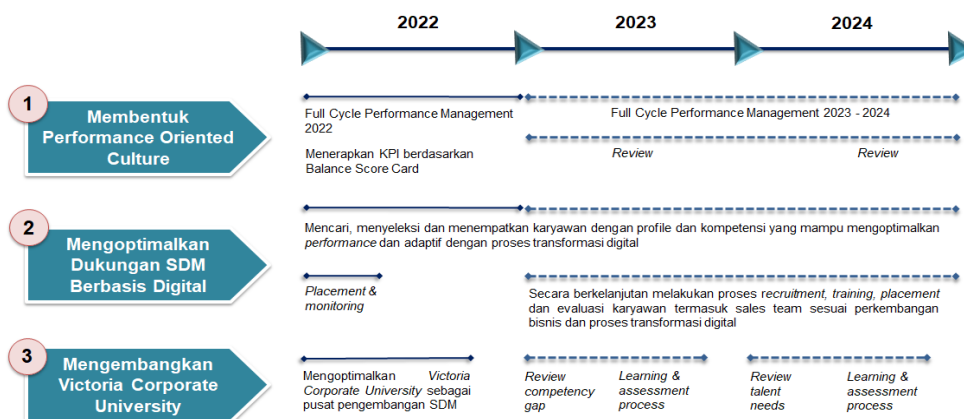 2022
2023
2024
1
Membentuk
Performance Oriented
Culture
Full Cycle Performance Management
2022
Full Cycle Performance Management 2023 - 2024
Menerapkan KPI berdasarkan
Balance Score Card
Review
Review
2
Mengoptimalkan
Dukungan SDM
Berbasis Digital
Mencari, menyeleksi dan menempatkan karyawan dengan profile dan kompetensi yang mampu mengoptimalkan
performance dan adaptif dengan proses transformasi digital
Placement &
monitoring
Secara berkelanjutan melakukan proses recruitment, training, placement
dan evaluasi karyawan termasuk sales team sesuai perkembangan
bisnis dan proses transformasi digital
3
Mengembangkan
Victoria Corporate
University
Mengoptimalkan Victoria
Corporate University sebagai
pusat pengembangan SDM
Review
competency
gap
Learning &
assessment
process
Review
talent
needs
Learning &
assessment
process